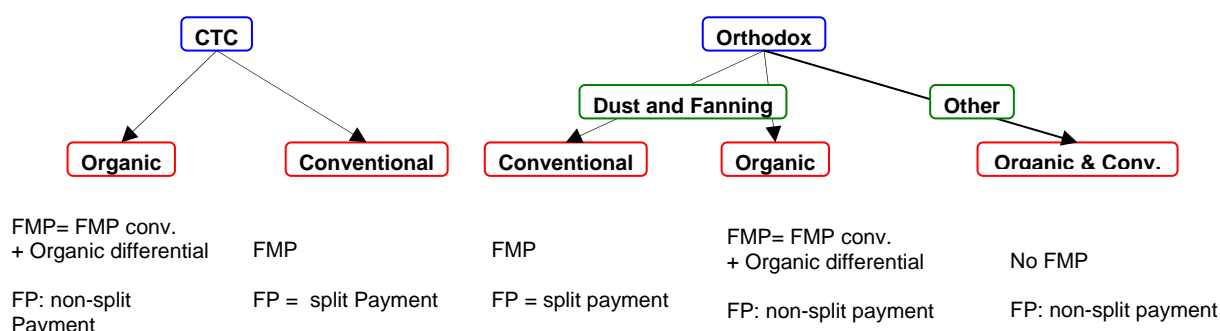 CTC
Orthodox
Dust and Fanning
Other
Organic
Conventional
Conventional
Organic
Organic & Conv.
FMP= FMP conv.
+ Organic differential
FP: non-split
Payment
FMP
FP = split Payment
FMP
FP = split payment
FMP= FMP conv.
+ Organic differential
FP: non-split payment
No FMP
FP: non-split payment